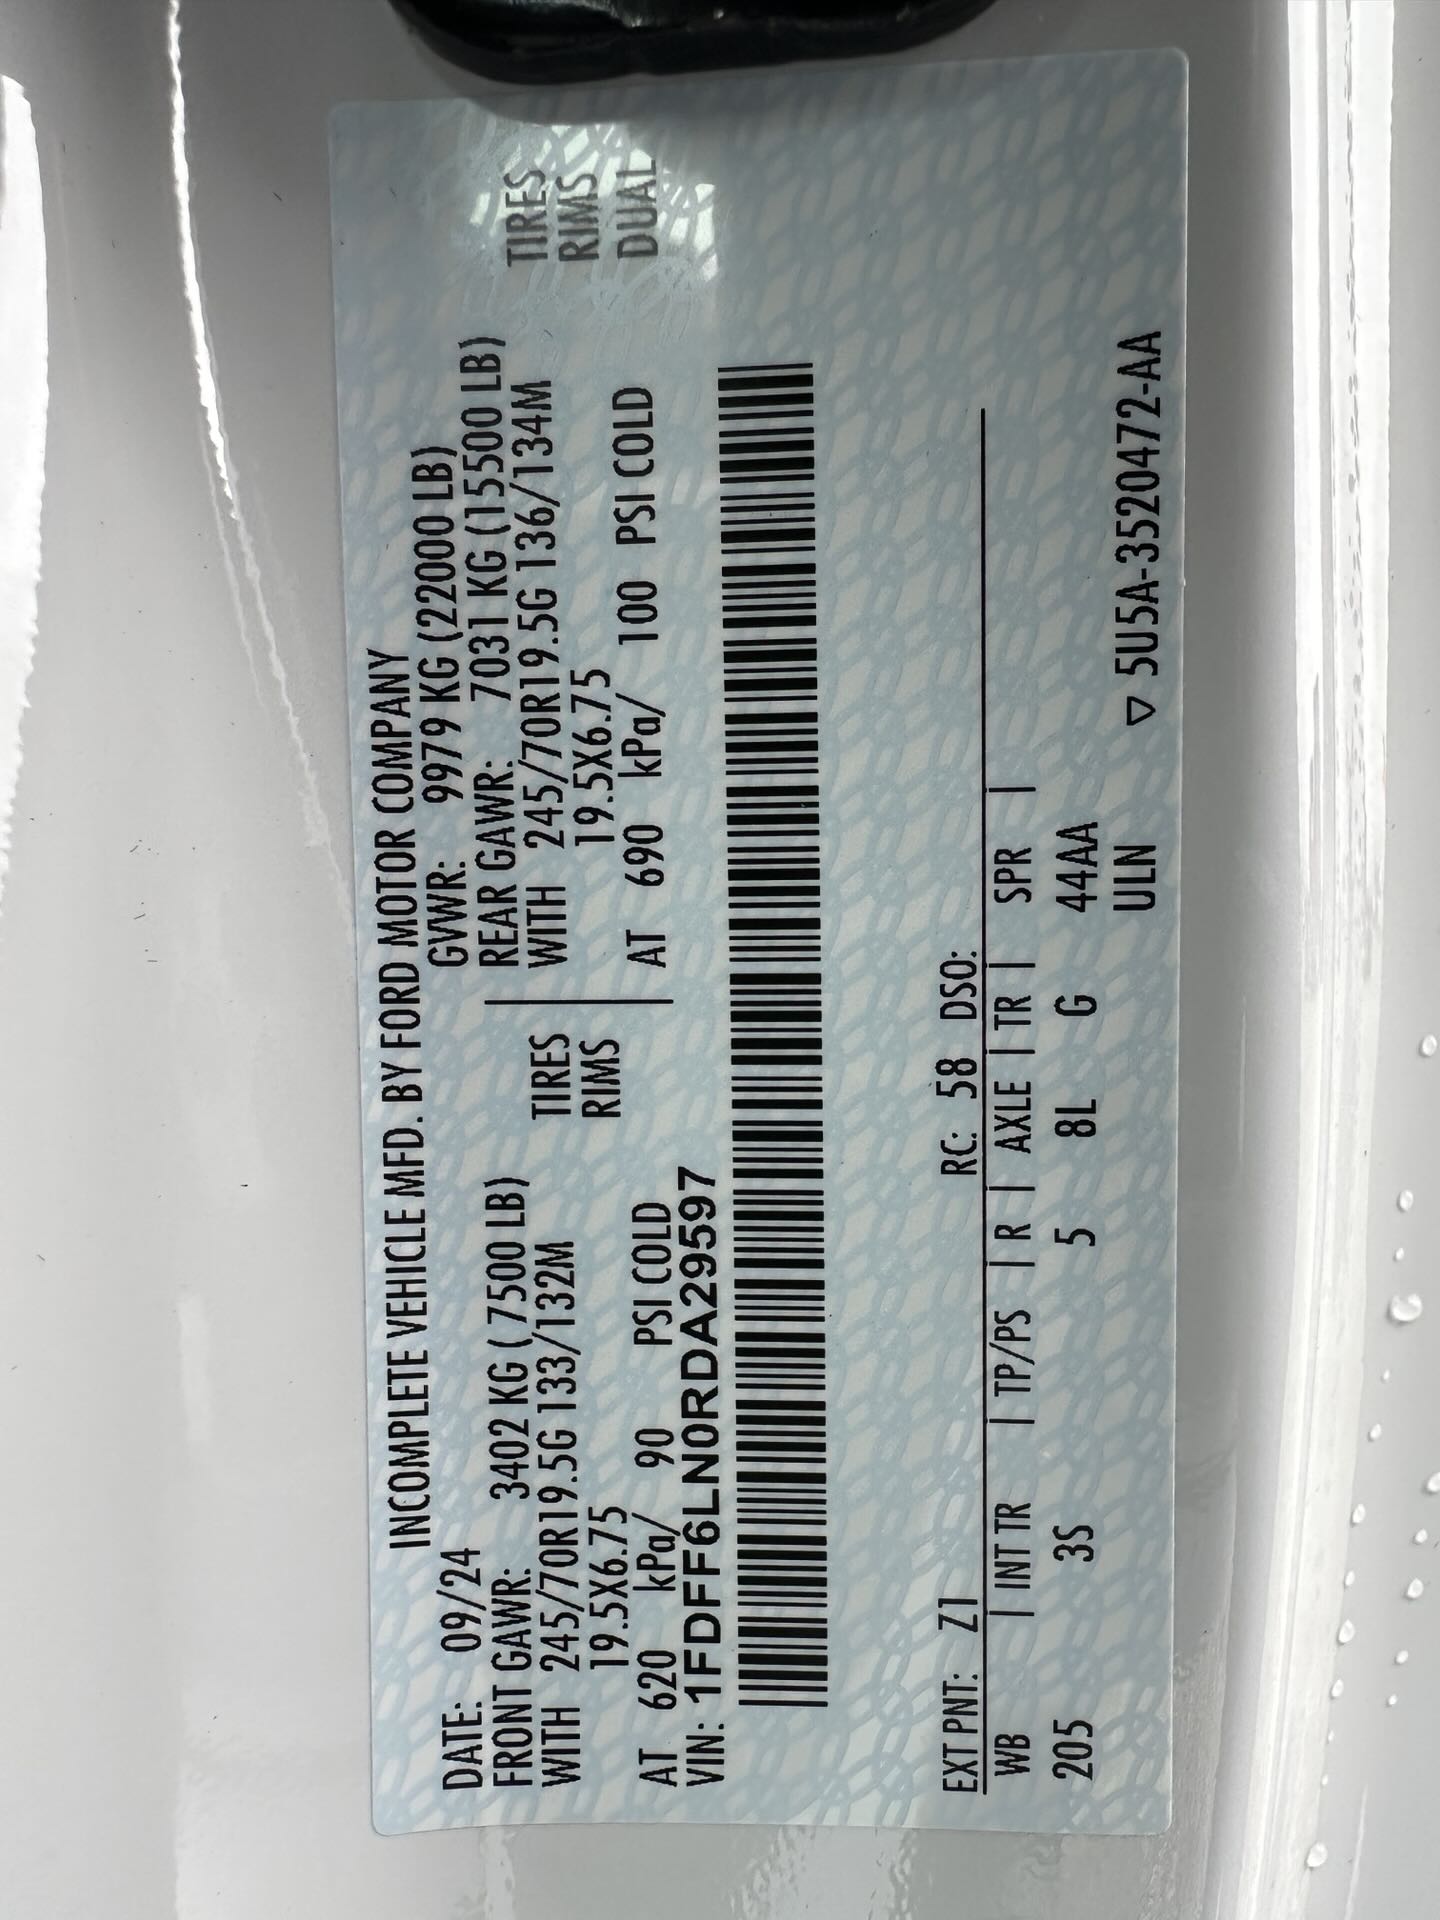 INCOMPLETE VEHICLE MFD. BY FORD MOTOR COMPANY
DATE: 09/24 GVWR: 9979 KG (22000 LB)
FRONT GAWR: 3402 KG ( 7500 LB) REAR GAWR: 7031 KG (15500 LB)
WITH 245/70R19.5G 133/132M TIRES WITH 245/70R19.5G 136/134M TIRES
19.5X6.75 RIMS 19.5X6.75 RIMS
AT 620 kPa/ 90 PSI COLD AT 690 kPa/ 100 PSI COLD DUAL
VIN: 1FDFF6LN0RDA29597
EXT PNT: Z1 RC: 58 DSO:
WB | INT TR | TP/PS | R | AXLE | TR | SPR |
205 3S 5 8L G 44AA
ULN ▽ 5U5A-3520472-AA